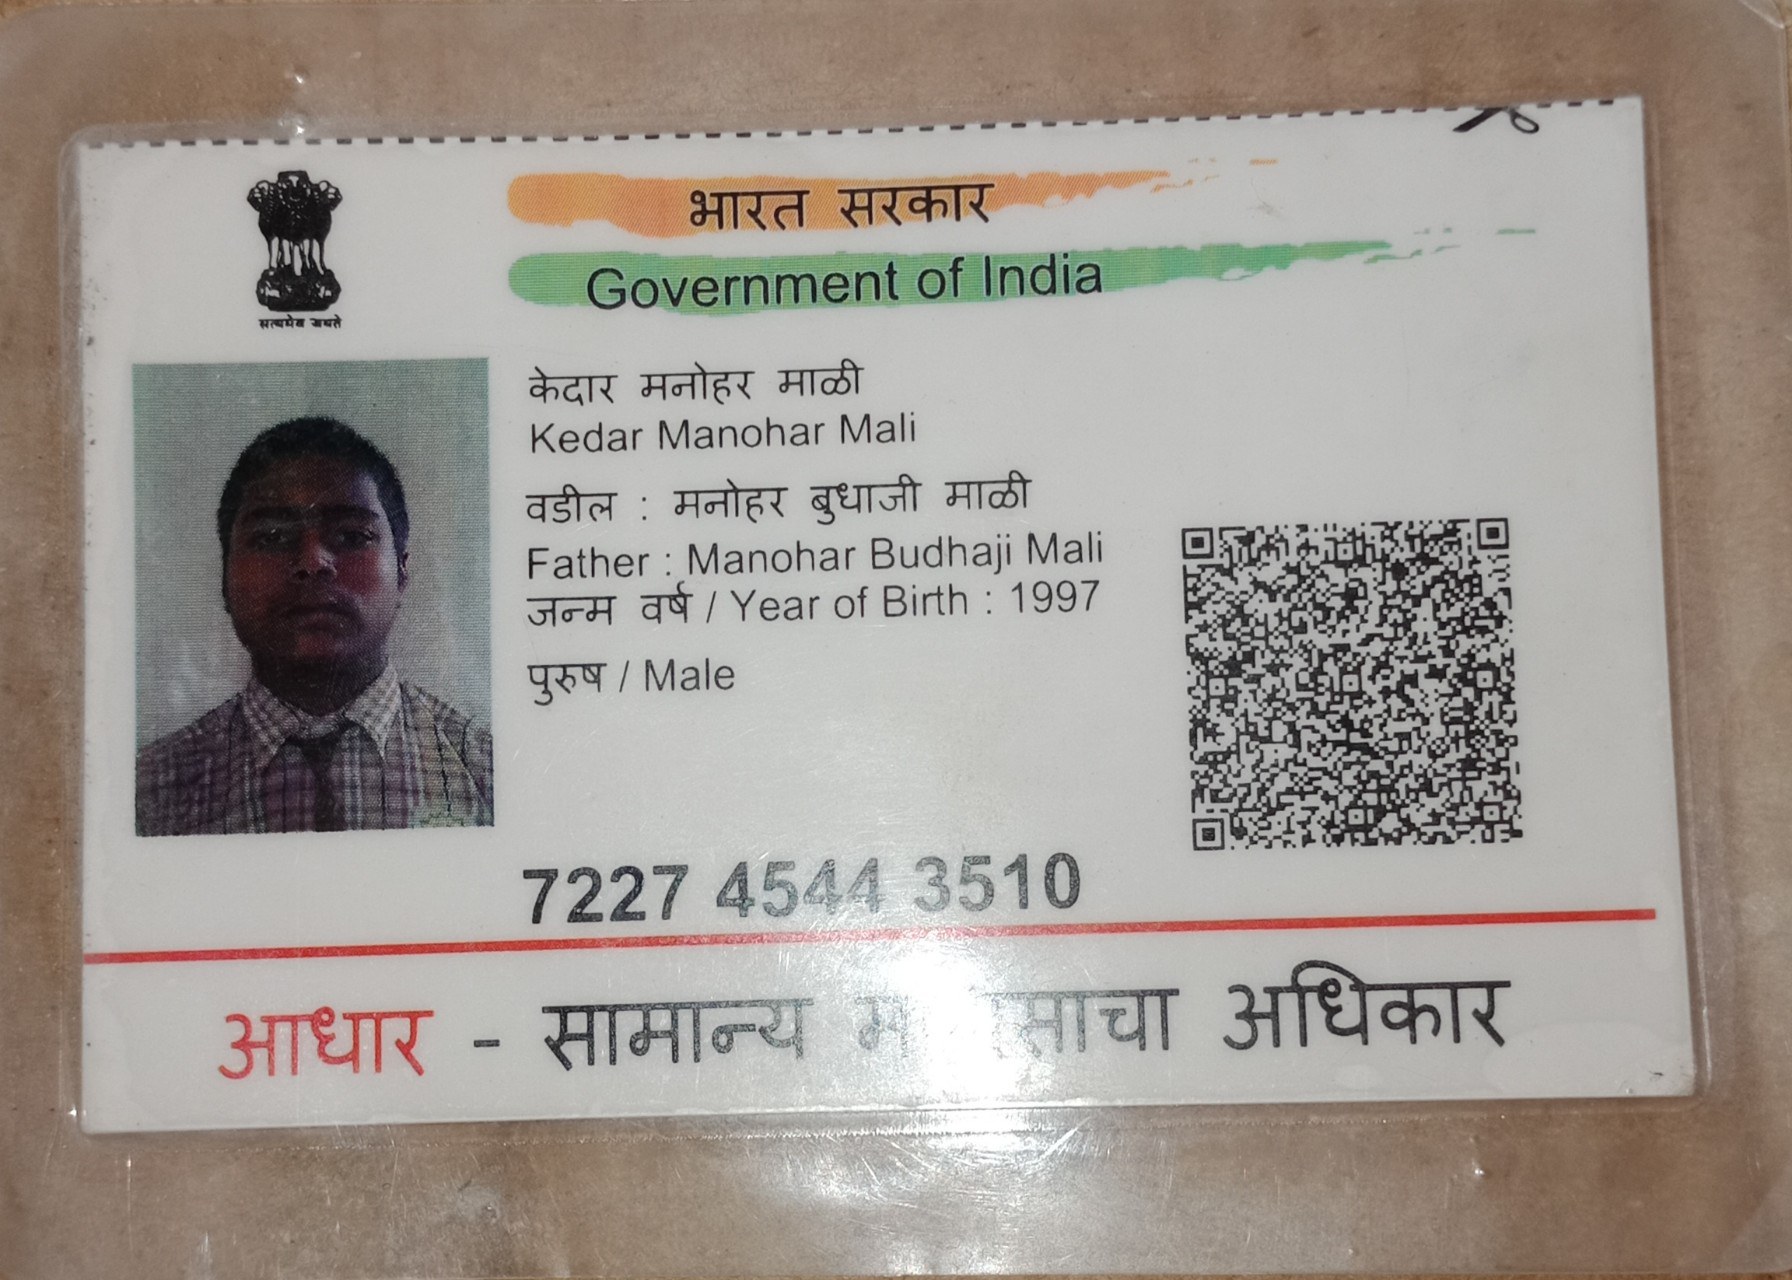 भारत सरकार
Government of India
सत्यमेव जयते
केदार मनोहर माळी
Kedar Manohar Mali
वडील : मनोहर बुधाजी माळी
Father : Manohar Budhaji Mali
जन्म वर्ष / Year of Birth : 1997
पुरुष / Male
7227 4544 3510
आधार - सामान्य अधिकार